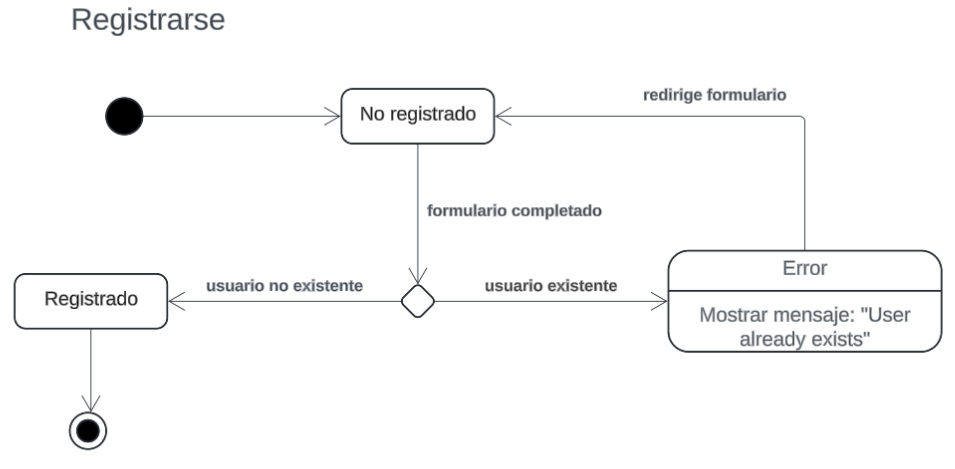 Registrarse
redirige formulario
No registrado
formulario completado
Error
usuario no existente
usuario existente
Registrado
Mostrar mensaje: "User
already exists"